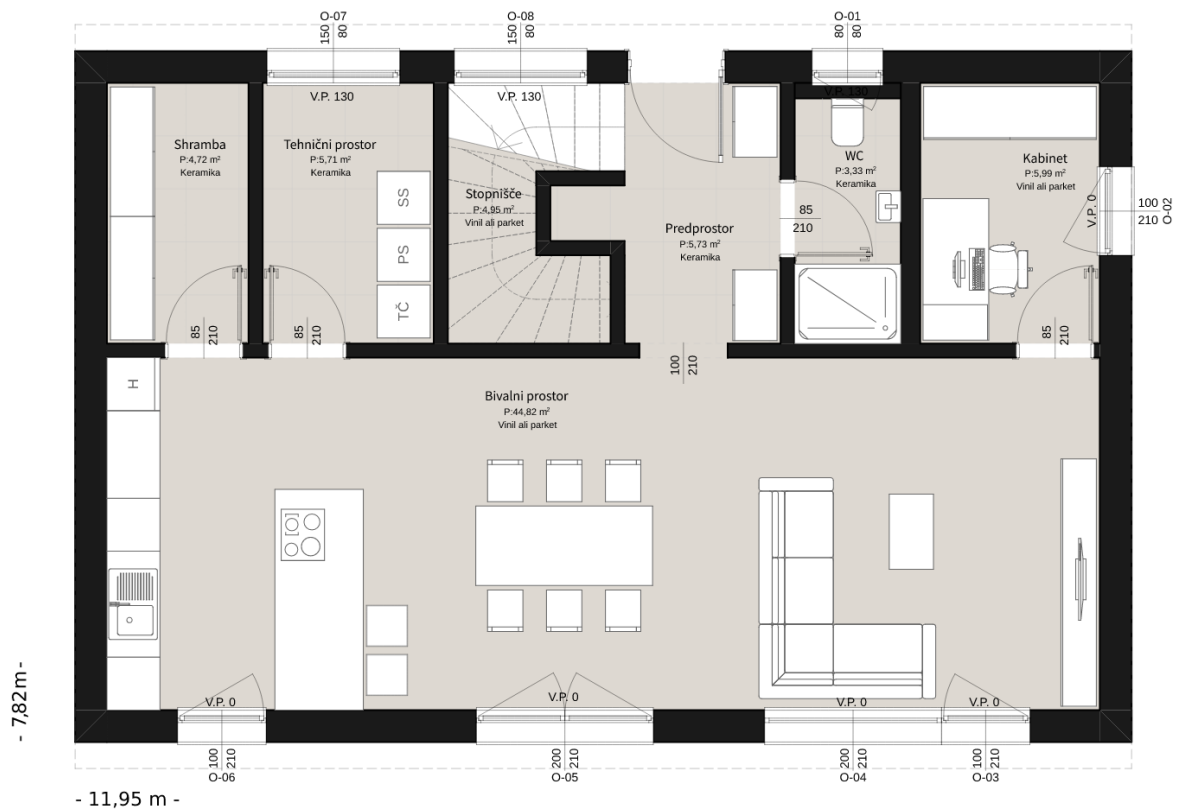 O-07
150
80
O-08
150
80
O-01
80
80
V.P. 130
V.P. 130
V.P. 130
Shramba
P:4,72 m²
Keramika
Tehnični prostor
P:5,71 m²
Keramika
Stopnišče
P:4,95 m²
Vinil ali parket
Predprostor
P:5,73 m²
Keramika
WC
P:3,33 m²
Keramika
Kabinet
P:5,99 m²
Vinil ali parket
SS
PS
TČ
85
210
V.P. 0
100
210
O-02
85
210
85
210
100
210
85
210
H
Bivalni prostor
P:44,82 m²
Vinil ali parket
V.P. 0
V.P. 0
V.P. 0
V.P. 0
100
210
O-06
200
210
O-05
200
210
O-04
100
210
O-03
- 7,82m-
- 11,95 m -